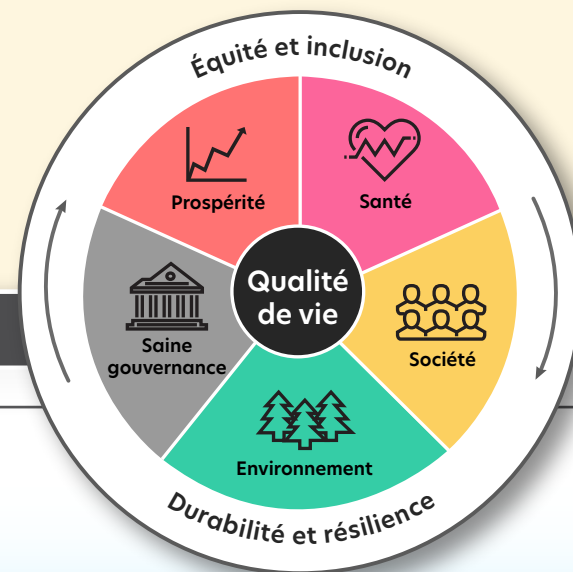 Équité et inclusion
Prospérité
Santé
Qualité
de vie
Saine
gouvernance
Société
Environnement
Durabilité et résilience